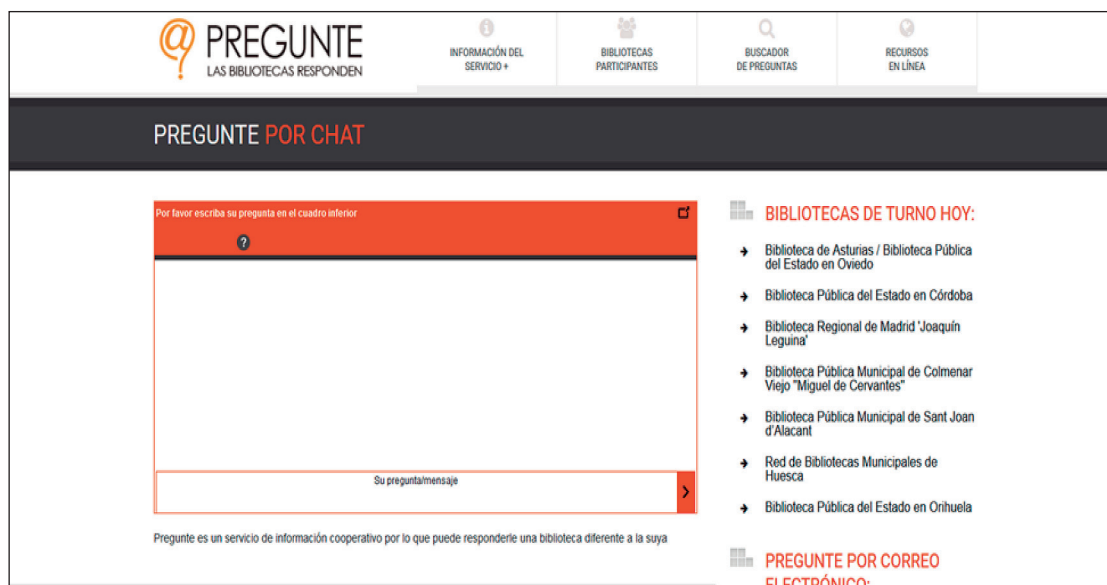 PREGUNTE
LAS BIBLIOTECAS RESPONDEN
INFORMACIÓN DEL
SERVICIO +
BIBLIOTECAS
PARTICIPANTES
BUSCADOR
DE PREGUNTAS
RECURSOS
EN LÍNEA
PREGUNTE POR CHAT
Por favor escriba su pregunta en el cuadro inferior
?
Su pregunta/mensaje
Pregunte es un servicio de información cooperativo por lo que puede responderle una biblioteca diferente a la suya
BIBLIOTECAS DE TURNO HOY:
Biblioteca de Asturias / Biblioteca Pública
del Estado en Oviedo
Biblioteca Pública del Estado en Córdoba
Biblioteca Regional de Madrid 'Joaquín
Leguina'
Biblioteca Pública Municipal de Colmenar
Viejo "Miguel de Cervantes"
Biblioteca Pública Municipal de Sant Joan
d'Alacant
Red de Bibliotecas Municipales de
Huesca
Biblioteca Pública del Estado en Orihuela
PREGUNTE POR CORREO
ELECTRÓNICO: